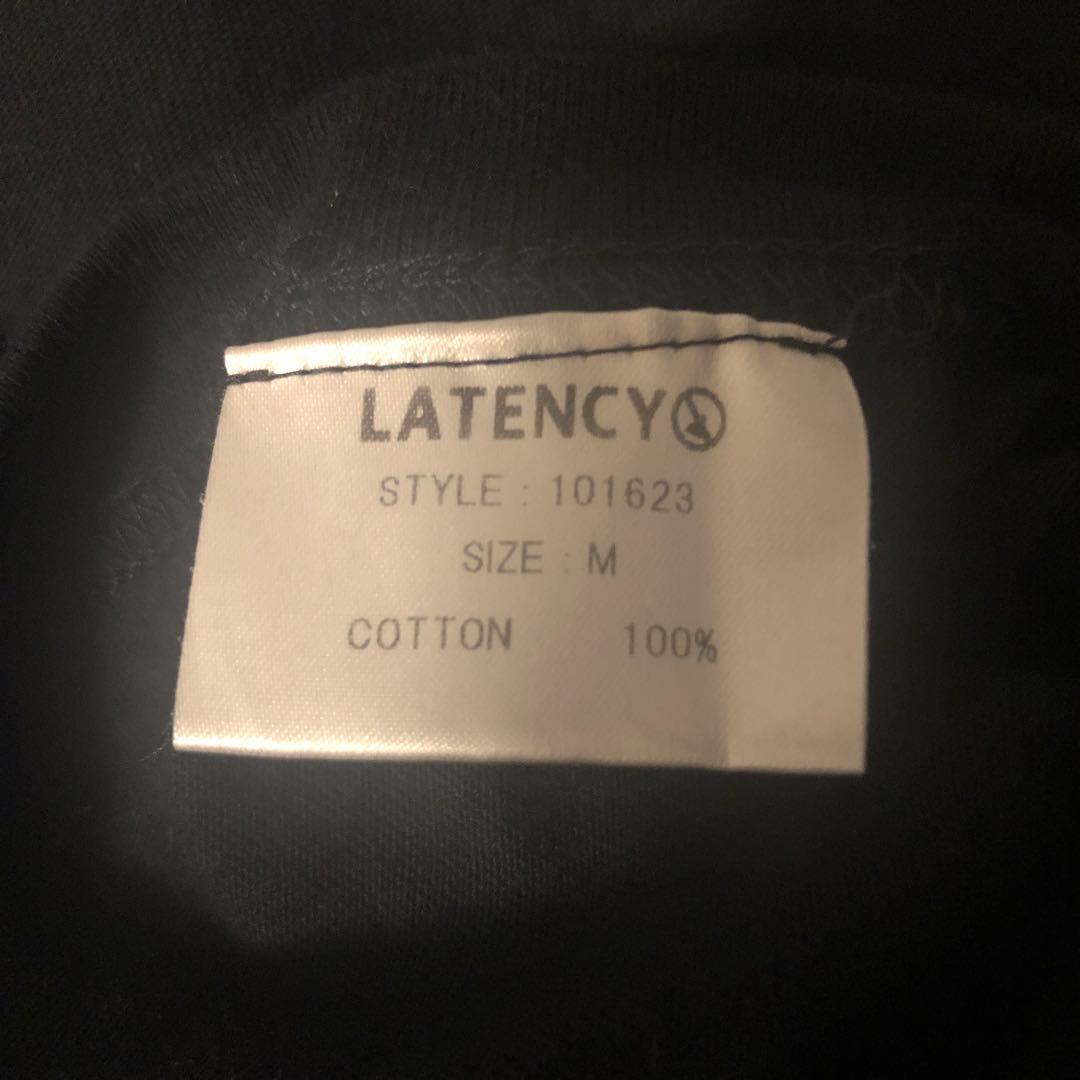 LATENCY
STYLE : 101623
SIZE : M
COTTON 100%